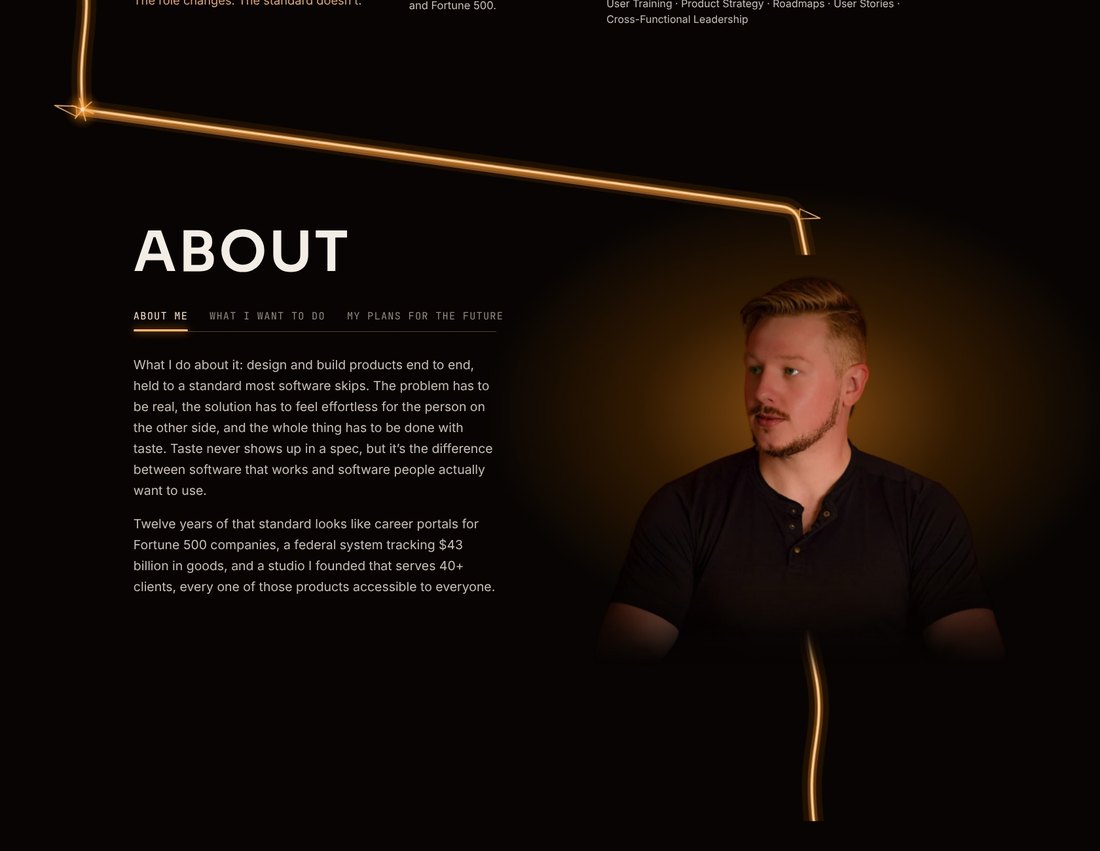 The role changes. The standard doesn't.
and Fortune 500.
User Training · Product Strategy · Roadmaps · User Stories ·
Cross-Functional Leadership
ABOUT
ABOUT ME WHAT I WANT TO DO MY PLANS FOR THE FUTURE
What I do about it: design and build products end to end,
held to a standard most software skips. The problem has to
be real, the solution has to feel effortless for the person on
the other side, and the whole thing has to be done with
taste. Taste never shows up in a spec, but it’s the difference
between software that works and software people actually
want to use.
Twelve years of that standard looks like career portals for
Fortune 500 companies, a federal system tracking $43
billion in goods, and a studio I founded that serves 40+
clients, every one of those products accessible to everyone.